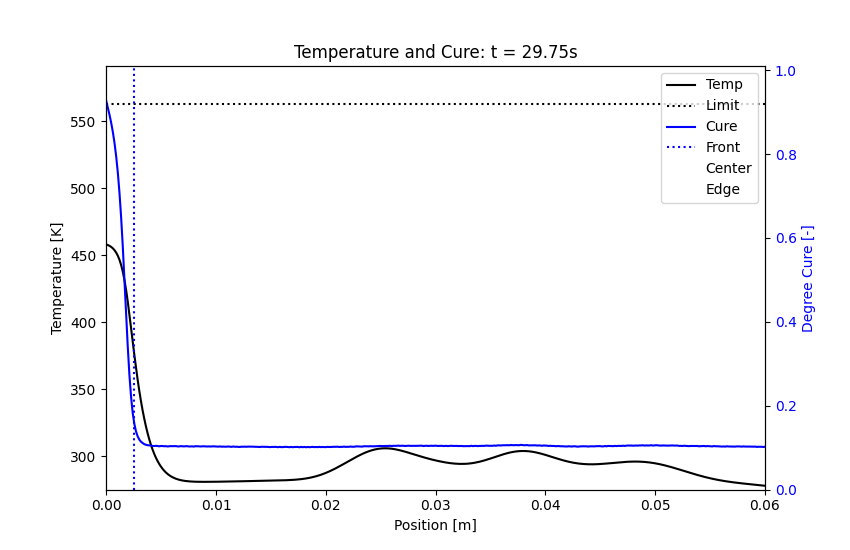 Temperature and Cure: t = 29.75s
Temperature [K]
550
500
450
400
350
300
Temp
Limit
Cure
Front
Center
Edge
1.0
0.8
0.6
0.4
0.2
0.0
Degree Cure [-]
0.00 0.01 0.02 0.03 0.04 0.05 0.06
Position [m]